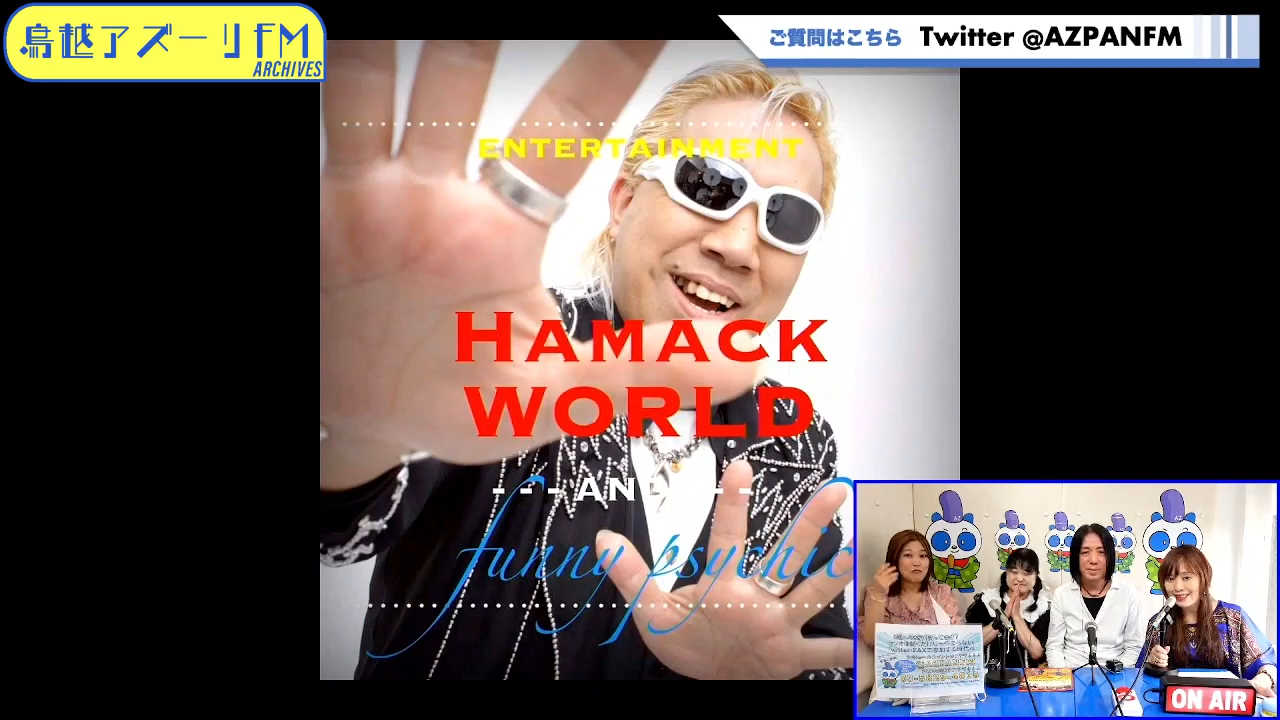 鳥越アズーリFM
ARCHIVES
ご質問はこちら Twitter @AZPANFM
ENTERTAINMENT
HAMACK
WORLD
---AND---
funny psychic
ON AIR